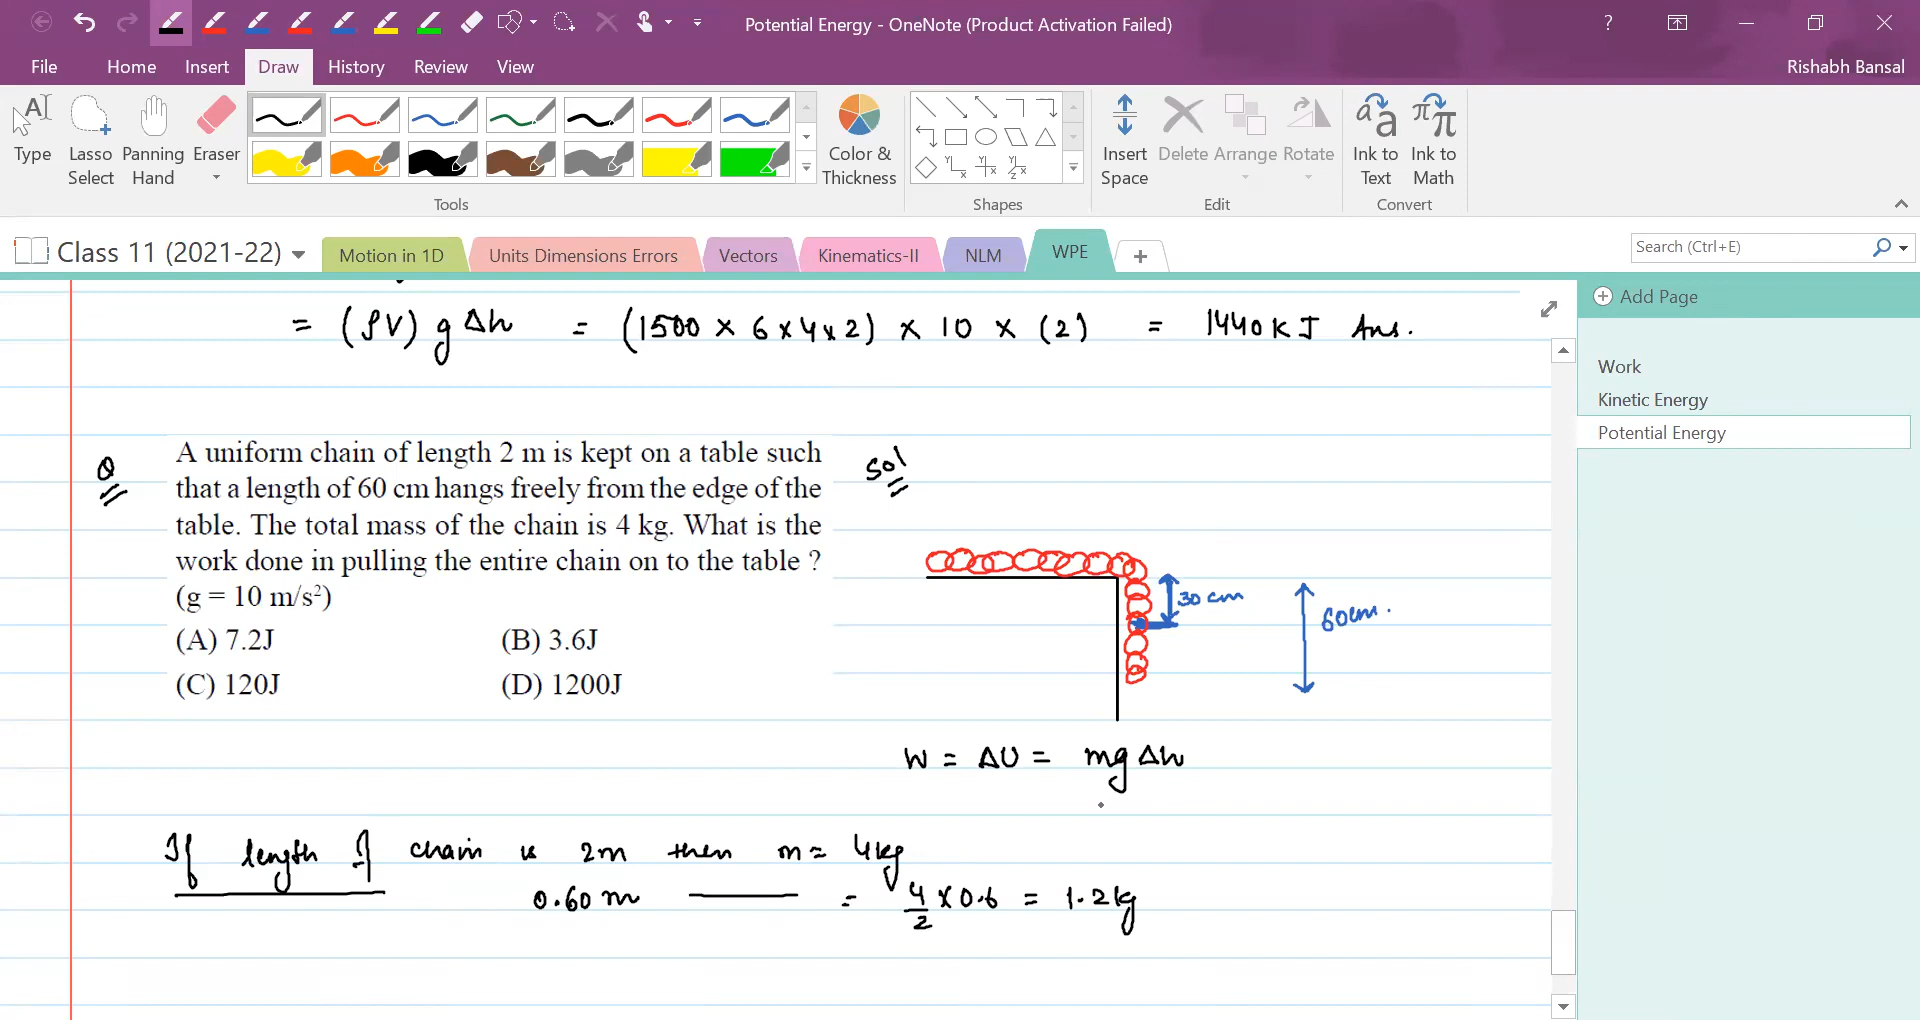 Potential Energy - OneNote (Product Activation Failed)
?
File Home Insert Draw History Review View
Rishabh Bansal
Type
Lasso Select
Panning Hand
Eraser
Color & Thickness
Insert Space
Delete
Arrange
Rotate
Ink to Text
Ink to Math
Tools
Shapes
Edit
Convert
Class 11 (2021-22)
Motion in 1D Units Dimensions Errors Vectors Kinematics-II NLM WPE
Search (Ctrl+E)
Add Page
Work
Kinetic Energy
Potential Energy
= (ρV) g Δh = (1500 × 6 × 4 × 2) × 10 × (2) = 1440 KJ Ans.
Q
A uniform chain of length 2 m is kept on a table such
that a length of 60 cm hangs freely from the edge of the
table. The total mass of the chain is 4 kg. What is the
work done in pulling the entire chain on to the table ?
(g = 10 m/s²)
(A) 7.2J (B) 3.6J
(C) 120J (D) 1200J
Sol
30 cm
60cm.
W = ΔU = mg Δh
If length of chain is 2m then m = 4kg
0.60 m = 4/2 × 0.6 = 1.2kg